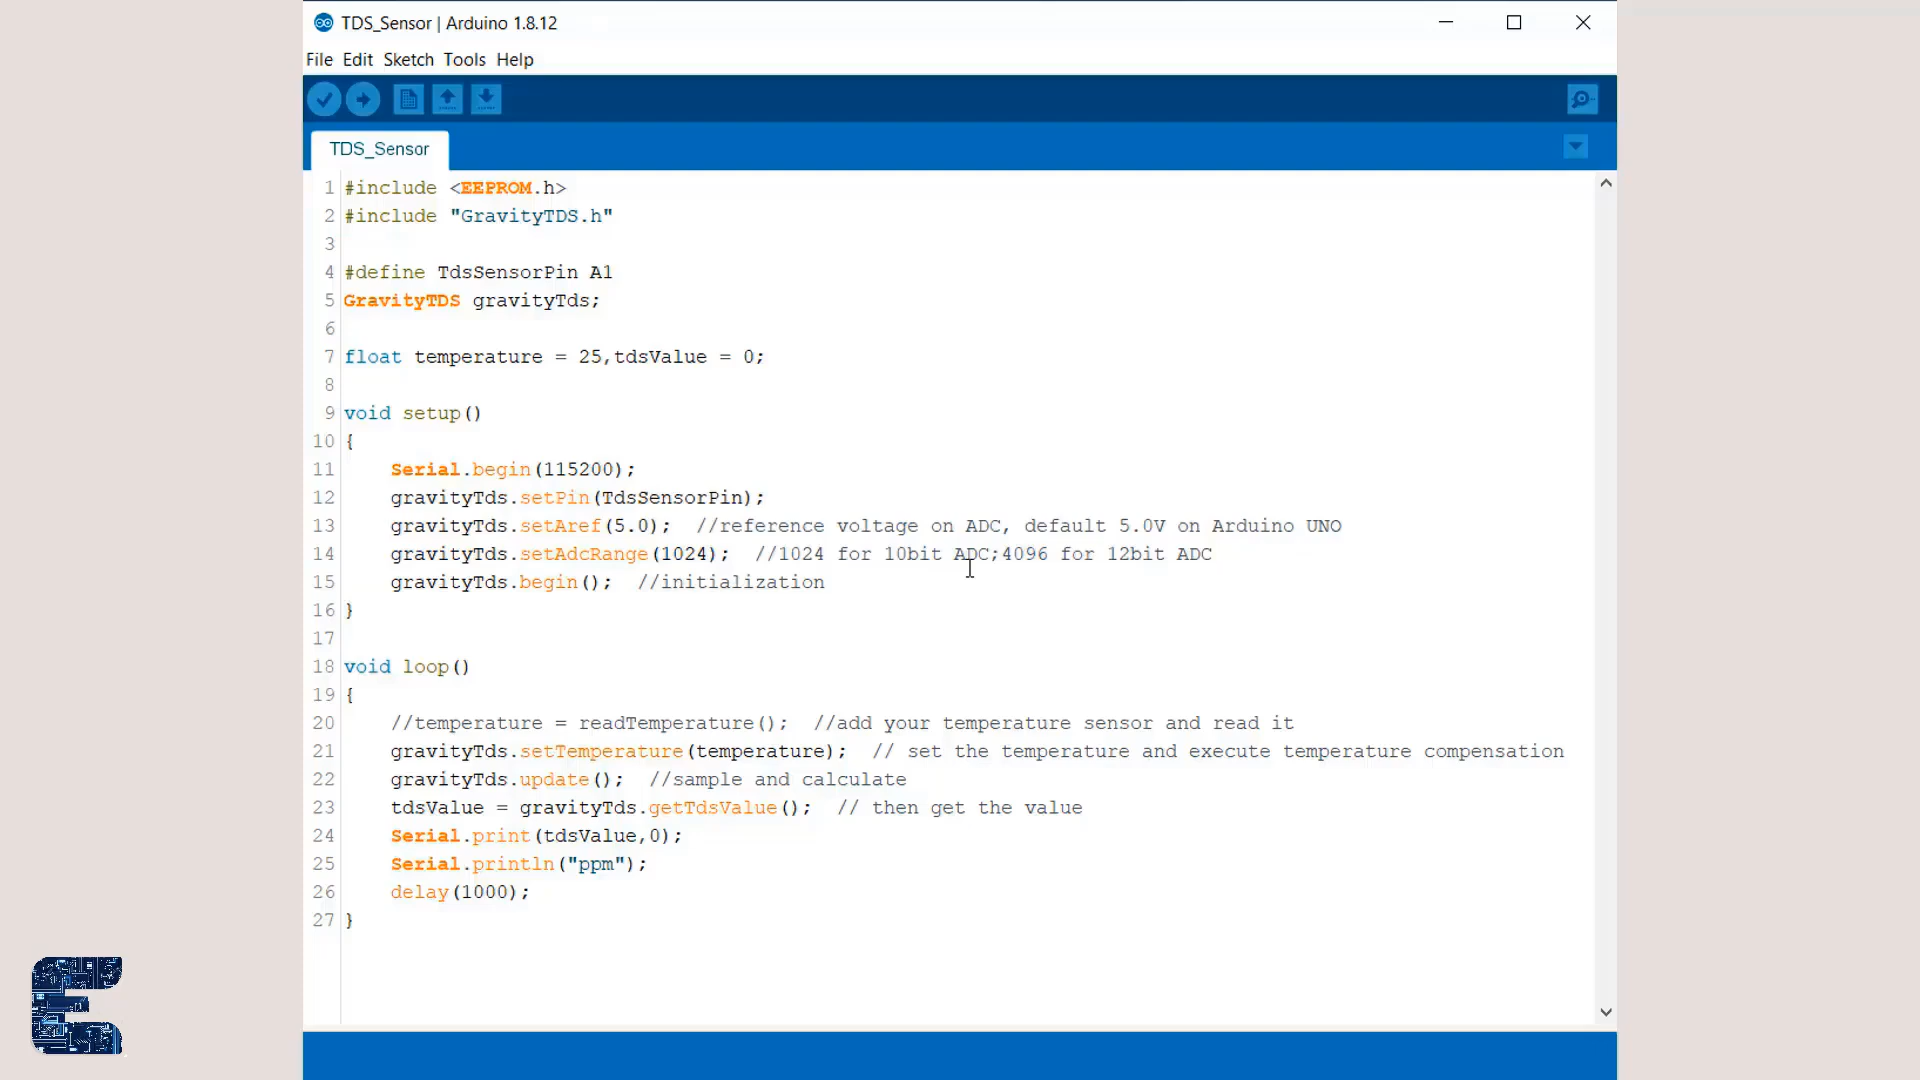 TDS_Sensor | Arduino 1.8.12
File Edit Sketch Tools Help
TDS_Sensor
1 #include <EEPROM.h>
2 #include "GravityTDS.h"
3
4 #define TdsSensorPin A1
5 GravityTDS gravityTds;
6
7 float temperature = 25,tdsValue = 0;
8
9 void setup()
10 {
11     Serial.begin(115200);
12     gravityTds.setPin(TdsSensorPin);
13     gravityTds.setAref(5.0);  //reference voltage on ADC, default 5.0V on Arduino UNO
14     gravityTds.setAdcRange(1024);  //1024 for 10bit ADC;4096 for 12bit ADC
15     gravityTds.begin();  //initialization
16 }
17
18 void loop()
19 {
20     //temperature = readTemperature();  //add your temperature sensor and read it
21     gravityTds.setTemperature(temperature);  // set the temperature and execute temperature compensation
22     gravityTds.update();  //sample and calculate
23     tdsValue = gravityTds.getTdsValue();  // then get the value
24     Serial.print(tdsValue,0);
25     Serial.println("ppm");
26     delay(1000);
27 }
E